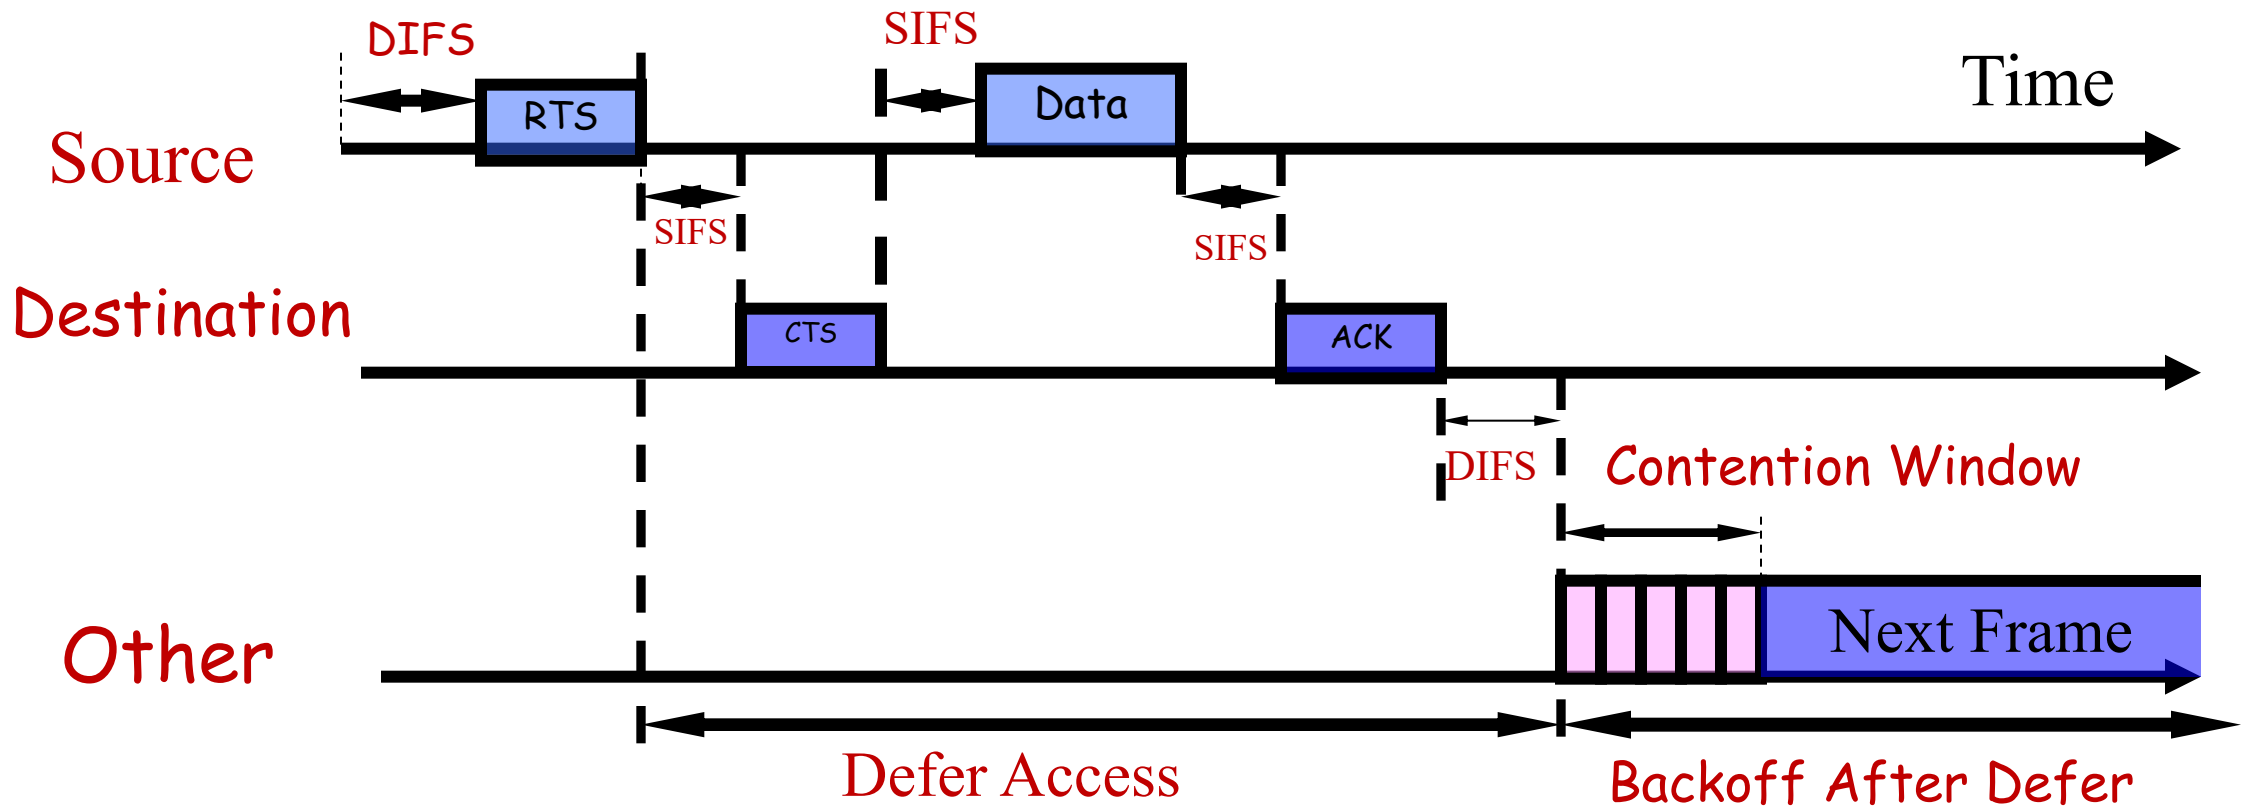 DIFS
SIFS
Time
RTS
Data
Source
SIFS
SIFS
Destination
CTS
ACK
DIFS
Contention Window
Other
Next Frame
Defer Access
Backoff After Defer